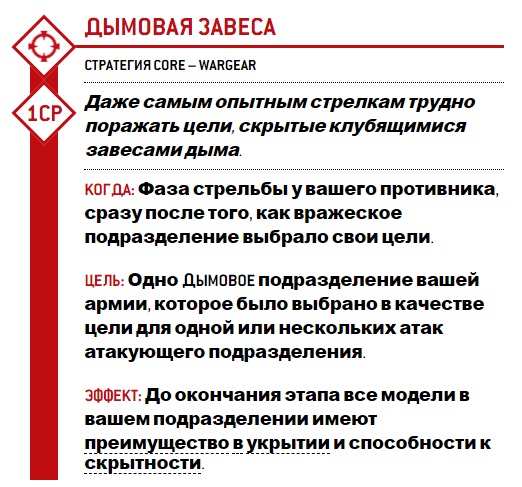 ДЫМОВАЯ ЗАВЕСА
СТРАТЕГИЯ CORE – WARGEAR
1CP
Даже самым опытным стрелкам трудно
поражать цели, скрытые клубящимися
завесами дыма.
КОГДА: Фаза стрельбы у вашего противника,
сразу после того, как вражеское
подразделение выбрало свои цели.
ЦЕЛЬ: Одно ДЫМОВОЕ подразделение вашей
армии, которое было выбрано в качестве
цели для одной или нескольких атак
атакующего подразделения.
ЭФФЕКТ: До окончания этапа все модели в
вашем подразделении имеют
преимущество в укрытии и способности к
скрытности.